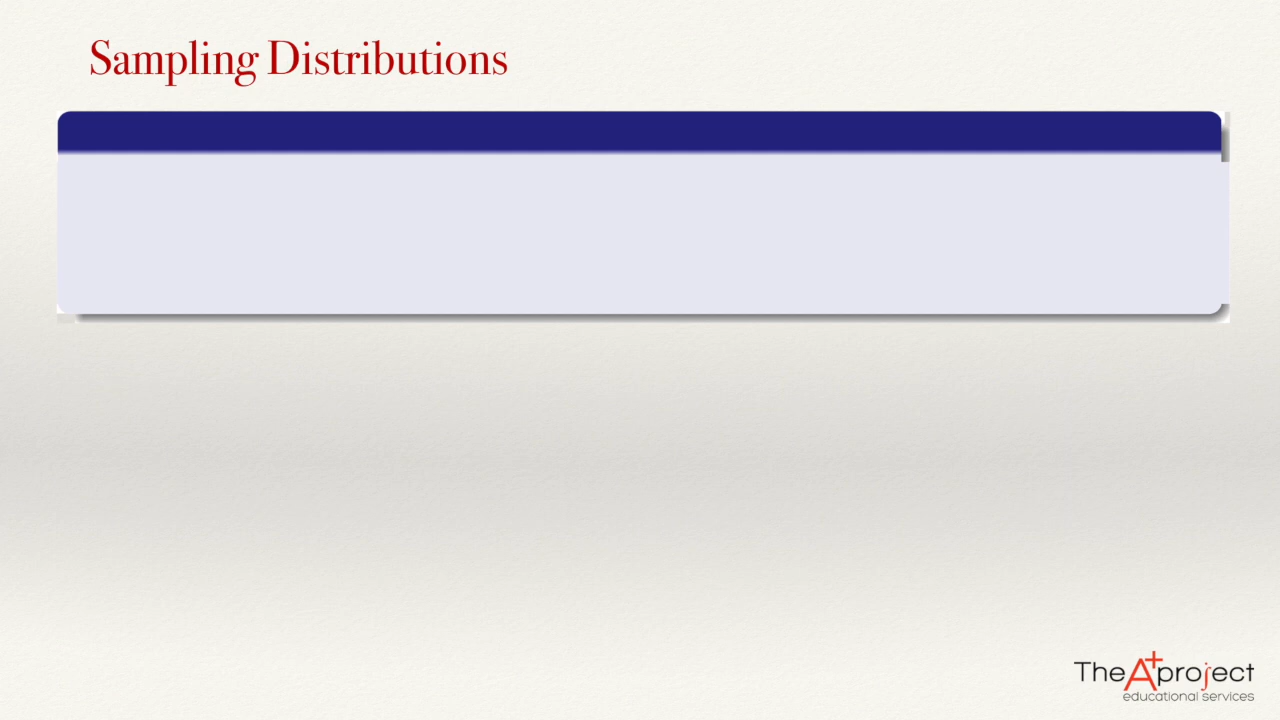 Sampling Distributions
The A+ project
educational services